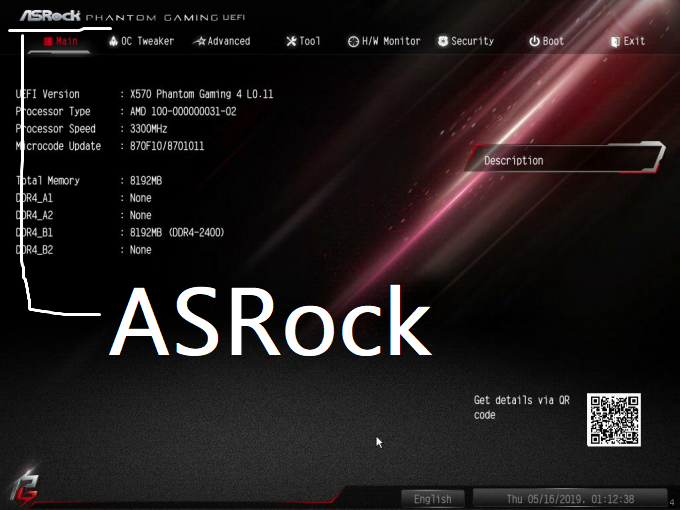 ASRock PHANTOM GAMING UEFI
Main OC Tweaker Advanced Tool H/W Monitor Security Boot Exit
UEFI Version : X570 Phantom Gaming 4 L0.11
Processor Type : AMD 100-000000031-02
Processor Speed : 3300MHz
Microcode Update : 870F10/8701011
Description
Total Memory : 8192MB
DDR4_A1 : None
DDR4_A2 : None
DDR4_B1 : 8192MB (DDR4-2400)
DDR4_B2 : None
ASRock
Get details via QR
code
English Thu 05/16/2019, 01:12:38
4